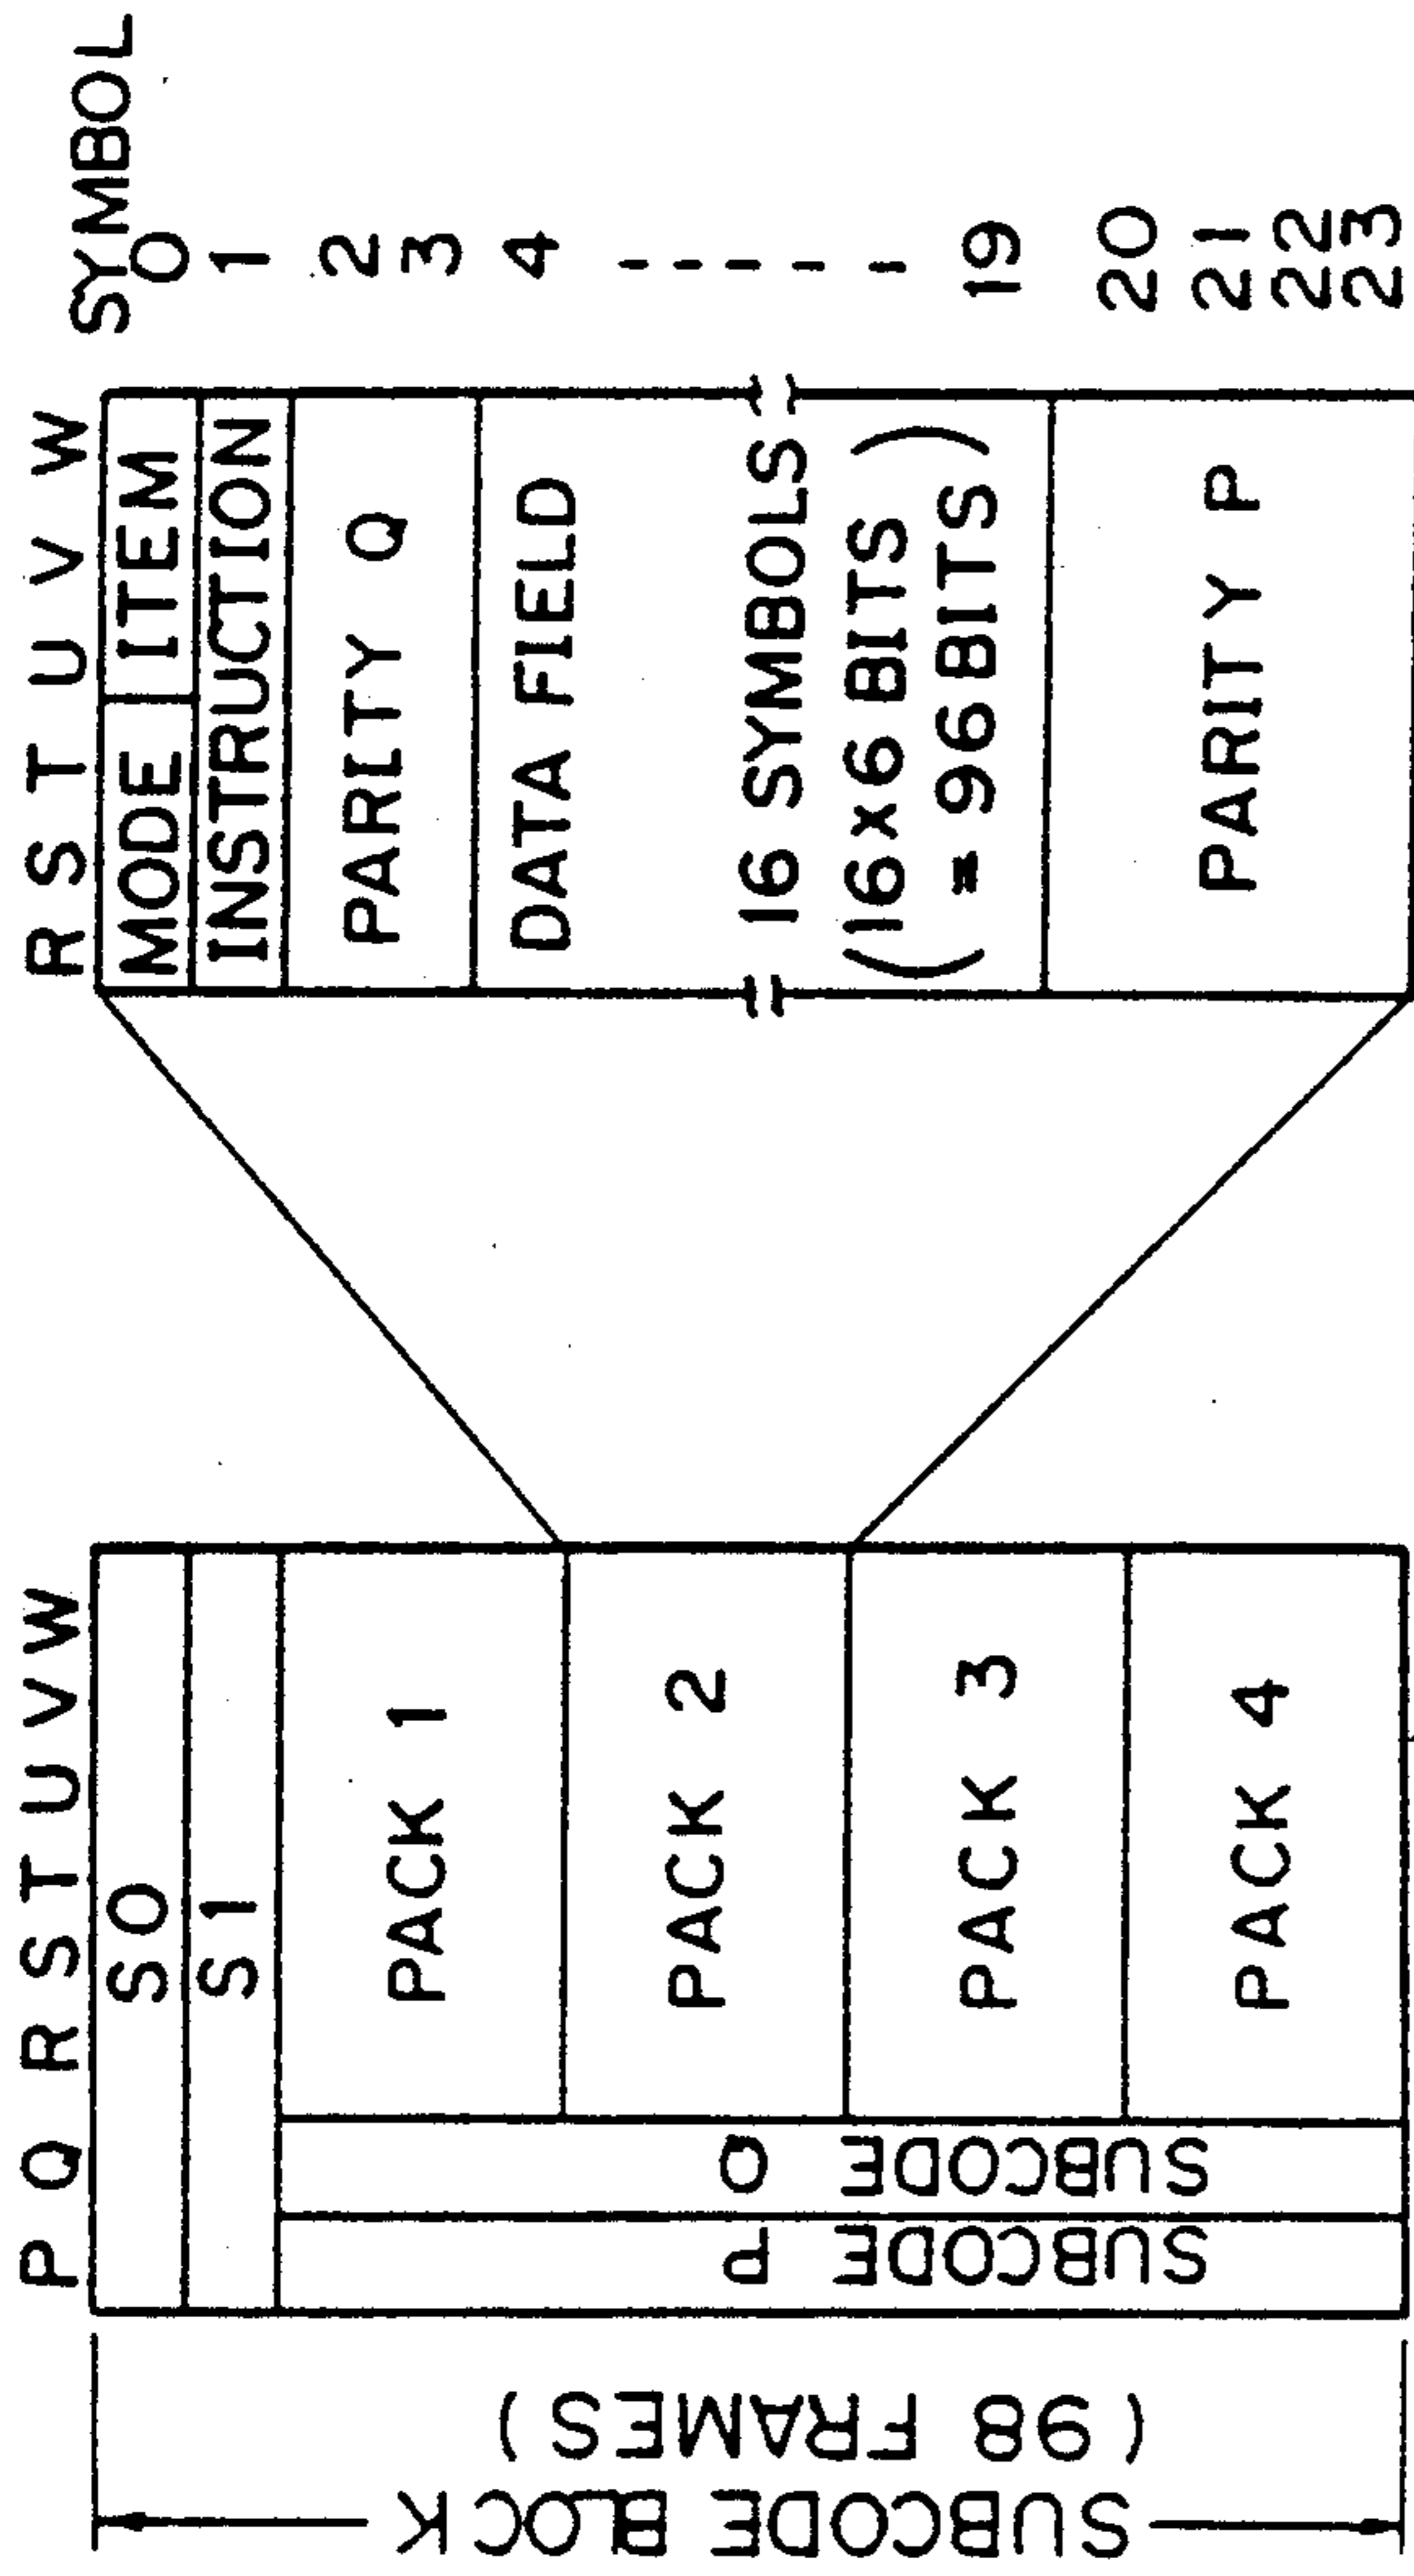 SUBCODE BLOCK
( 98 FRAMES )
P Q R S T U V W
S0
S1
SUBCODE P
SUBCODE Q
PACK 1
PACK 2
PACK 3
PACK 4
R S T U V W
SYMBOL
MODE ITEM 0
INSTRUCTION 1
PARITY Q 2
3
DATA FIELD 4
16 SYMBOLS
(16×6 BITS
= 96 BITS) 19
PARITY P 20
21
22
23